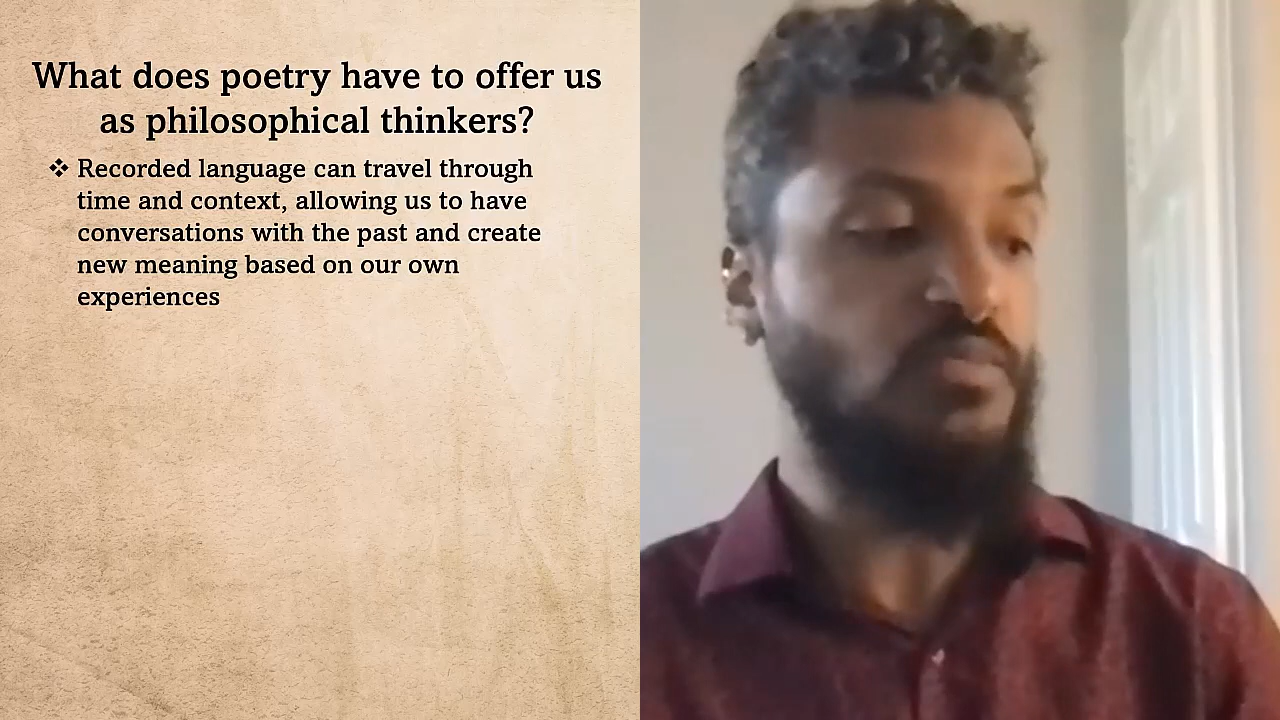 What does poetry have to offer us
as philosophical thinkers?
❖ Recorded language can travel through
time and context, allowing us to have
conversations with the past and create
new meaning based on our own
experiences